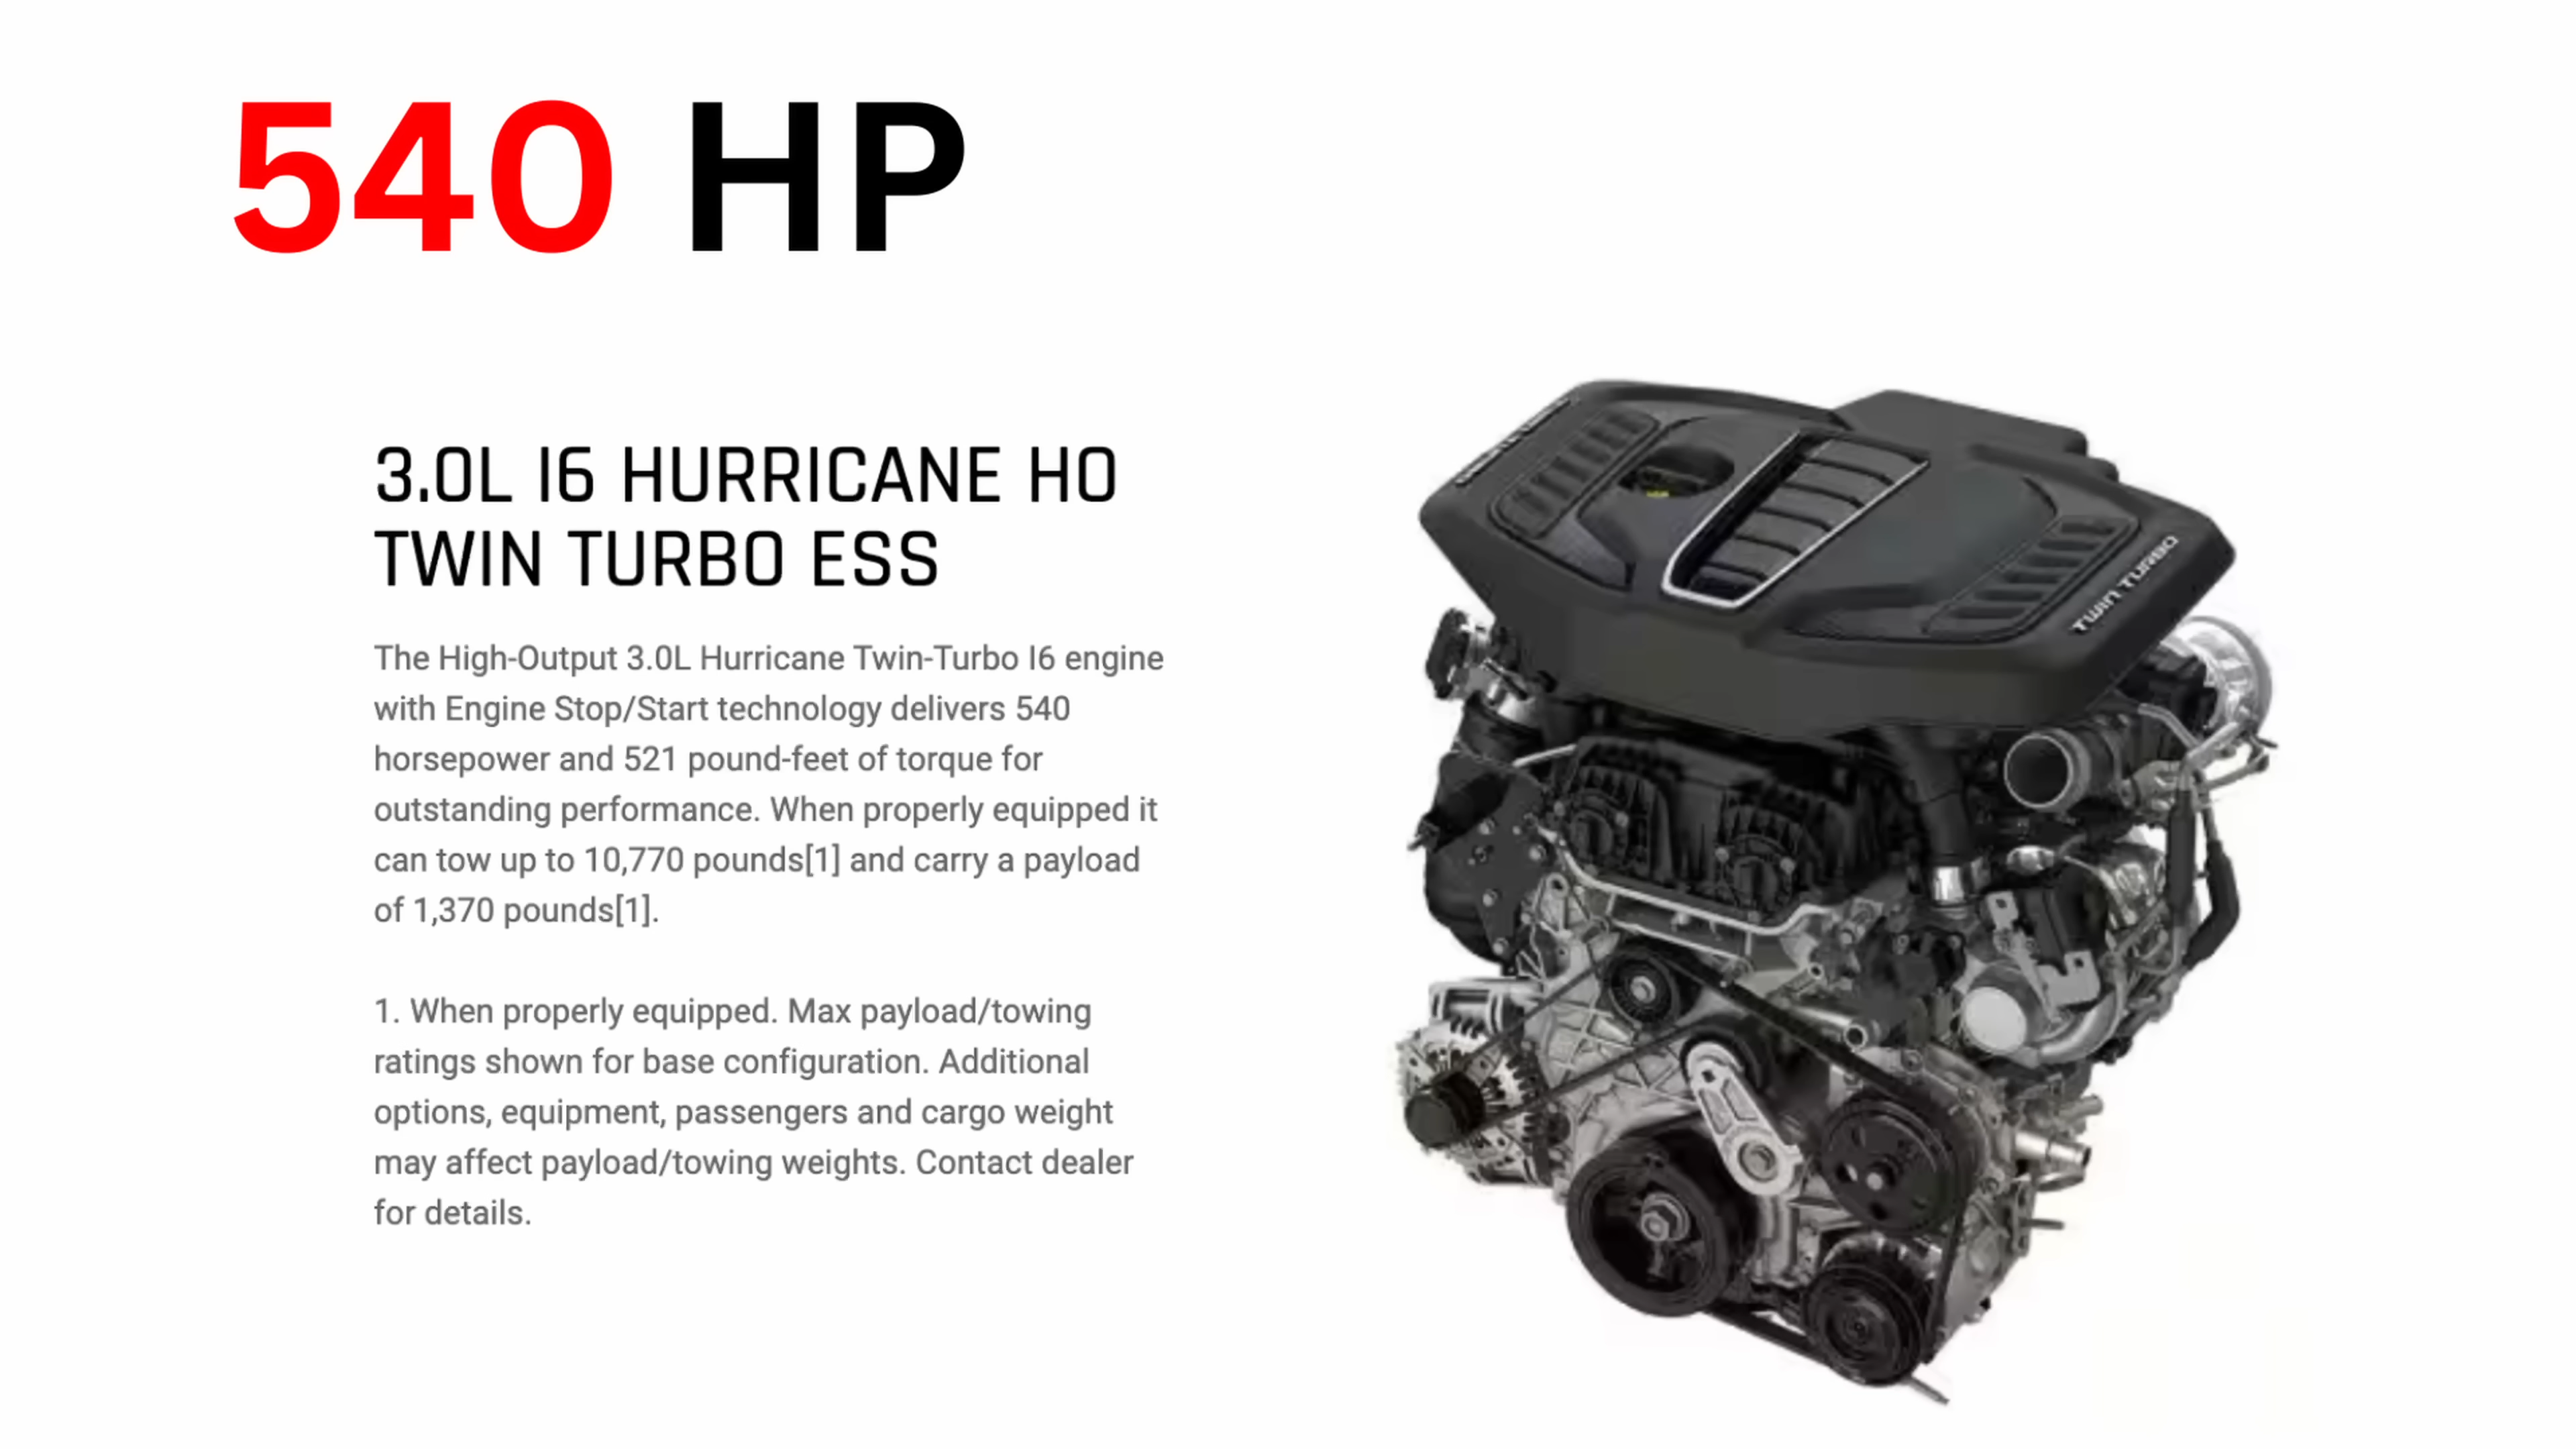 540 HP
3.0L I6 HURRICANE HO
TWIN TURBO ESS
The High-Output 3.0L Hurricane Twin-Turbo I6 engine
with Engine Stop/Start technology delivers 540
horsepower and 521 pound-feet of torque for
outstanding performance. When properly equipped it
can tow up to 10,770 pounds[1] and carry a payload
of 1,370 pounds[1].
1. When properly equipped. Max payload/towing
ratings shown for base configuration. Additional
options, equipment, passengers and cargo weight
may affect payload/towing weights. Contact dealer
for details.
TWIN TURBO